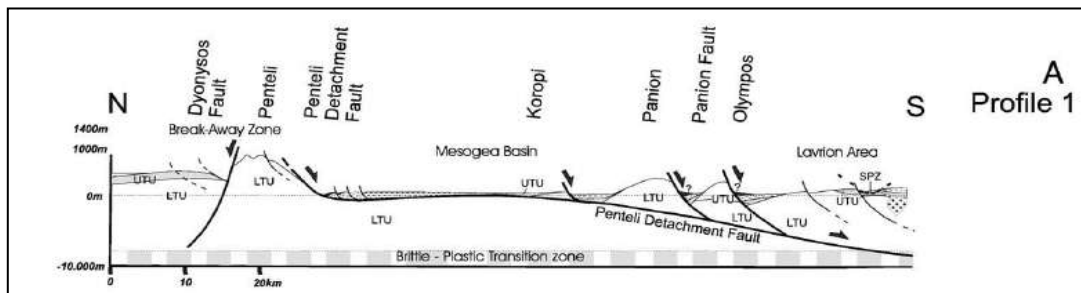 Dyonysos
Fault
Penteli
Penteli
Detachment
Fault
Koropi
Panion
Panion Fault
Olympos
A
N
S
Profile 1
Break-Away Zone
1400m
1000m
Mesogea Basin
Lavrion Area
UTU
LTU
LTU
UTU
?
UTU
?
UTU
SPZ
0m
LTU
LTU
LTU
LTU
Penteli Detachment Fault
Brittle - Plastic Transition zone
-10.000m
0
10
20km